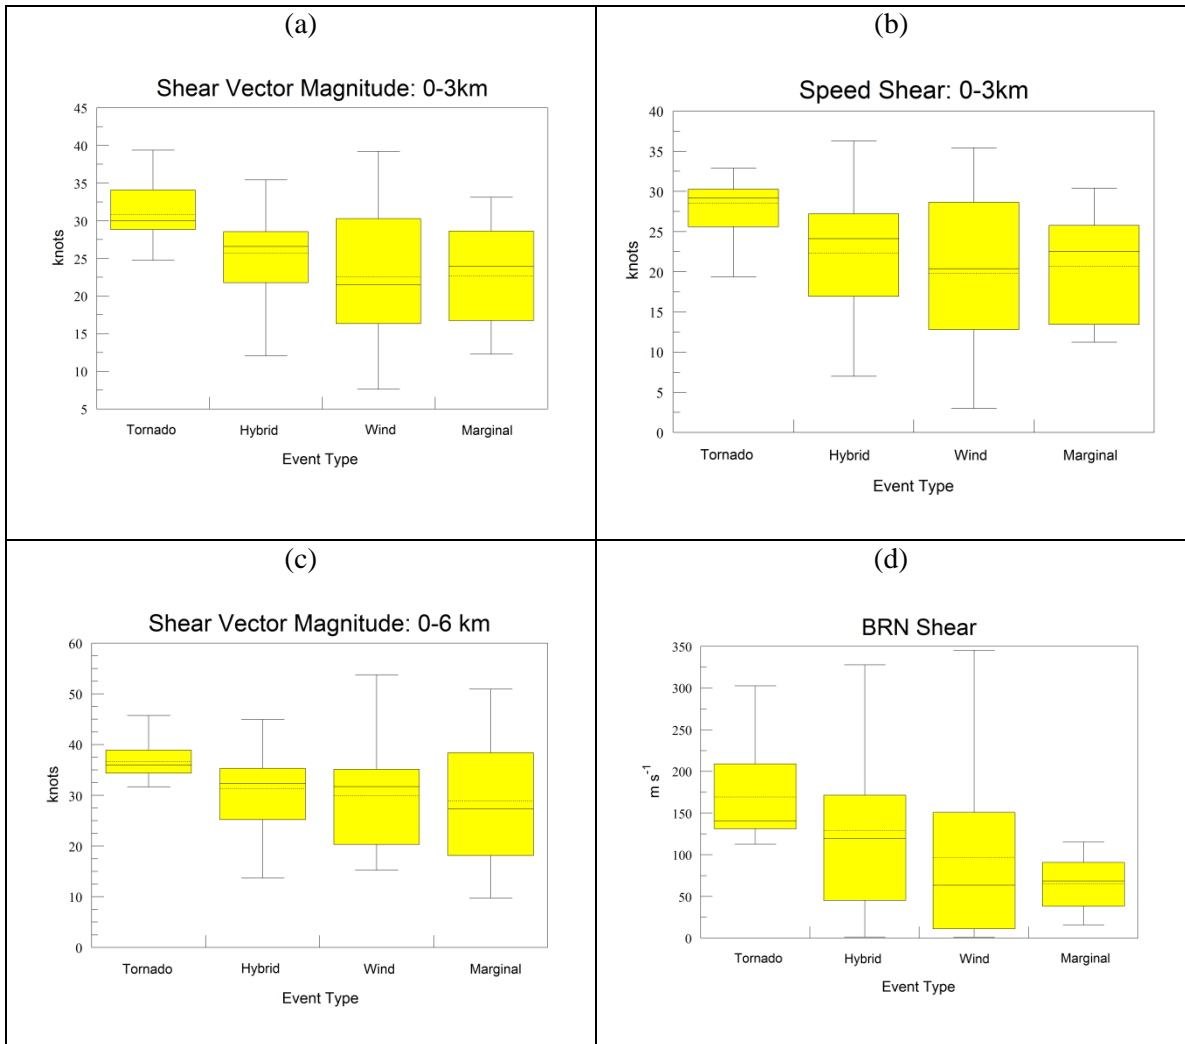 (a)
Shear Vector Magnitude: 0-3km
45
40
35
30
25
20
15
10
5
knots
Tornado Hybrid Wind Marginal
Event Type
(b)
Speed Shear: 0-3km
40
35
30
25
20
15
10
5
0
knots
Tornado Hybrid Wind Marginal
Event Type
(c)
Shear Vector Magnitude: 0-6 km
60
50
40
30
20
10
0
knots
Tornado Hybrid Wind Marginal
Event Type
(d)
BRN Shear
350
300
250
200
150
100
50
0
m s⁻¹
Tornado Hybrid Wind Marginal
Event Type